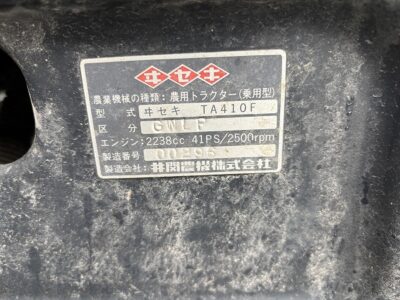 ヰセキ
農業機械の種類：農用トラクター(乗用型)
型式 ヰセキ TA410F
区分 GWLF
エンジン：2238cc 41PS/2500rpm
製造番号
製造会社：井関農機株式会社